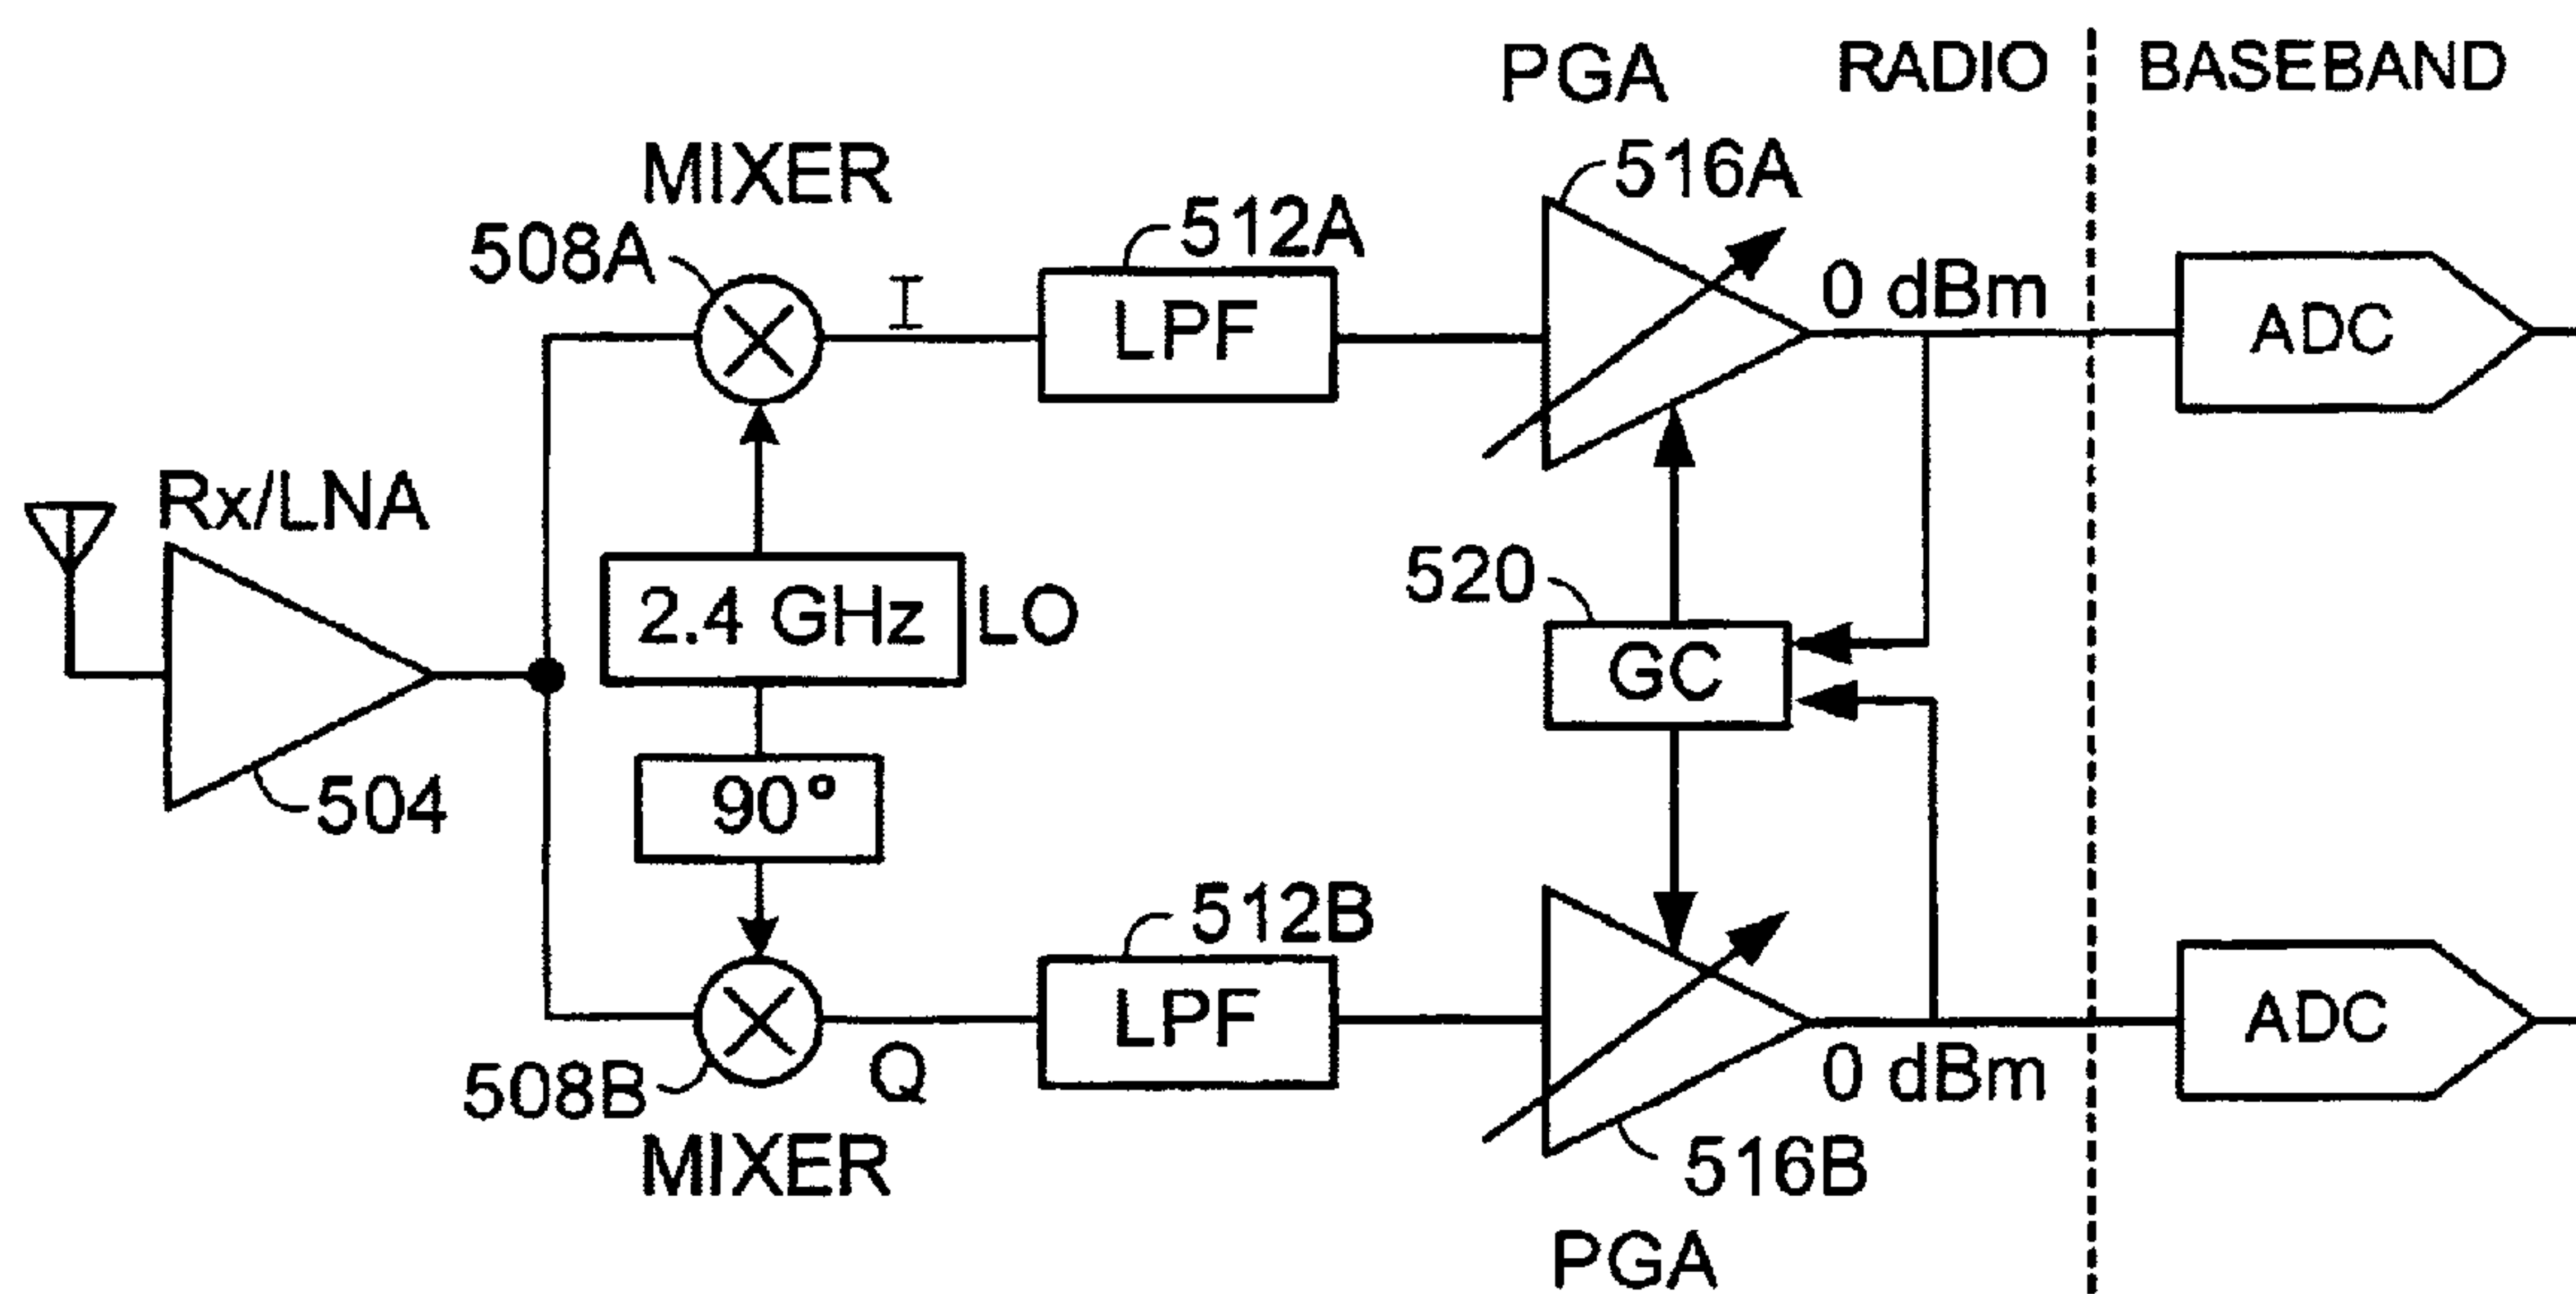 PGA
RADIO
BASEBAND
MIXER
516A
508A
I
512A
LPF
0 dBm
ADC
Rx/LNA
2.4 GHz
LO
520
GC
504
90°
512B
508B
Q
LPF
0 dBm
ADC
MIXER
516B
PGA